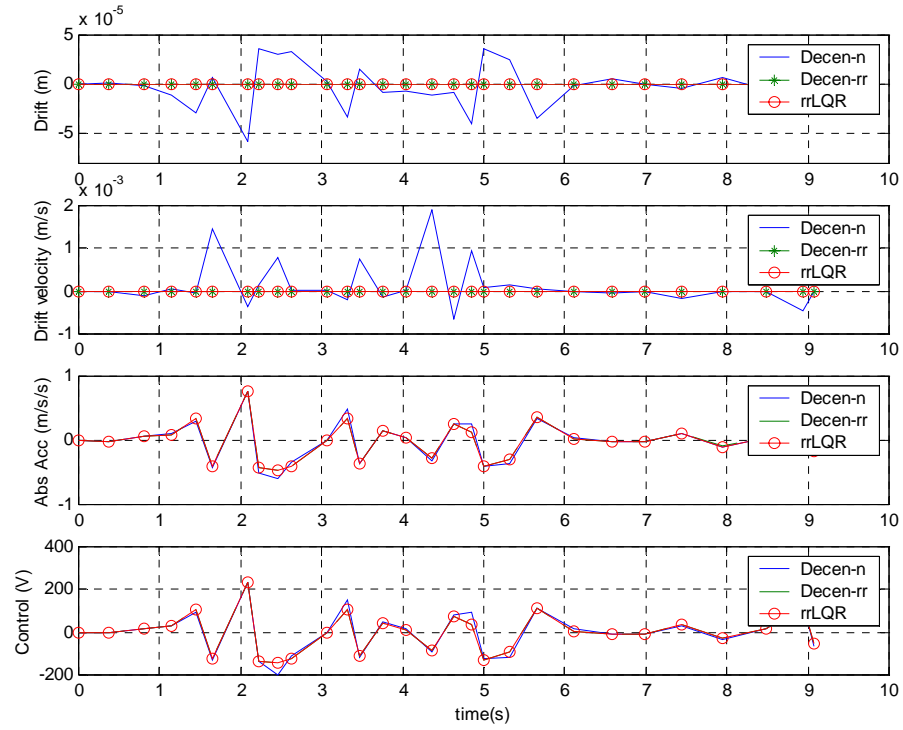 x 10⁻⁵
5
0
-5
Drift (m)
Decen-n
Decen-rr
rrLQR
0 1 2 3 4 5 6 7 8 9 10
x 10⁻³
2
1
0
-1
Drift velocity (m/s)
Decen-n
Decen-rr
rrLQR
0 1 2 3 4 5 6 7 8 9 10
1
0
-1
Abs Acc (m/s/s)
Decen-n
Decen-rr
rrLQR
0 1 2 3 4 5 6 7 8 9 10
400
200
0
-200
Control (V)
Decen-n
Decen-rr
rrLQR
0 1 2 3 4 5 6 7 8 9 10
time(s)